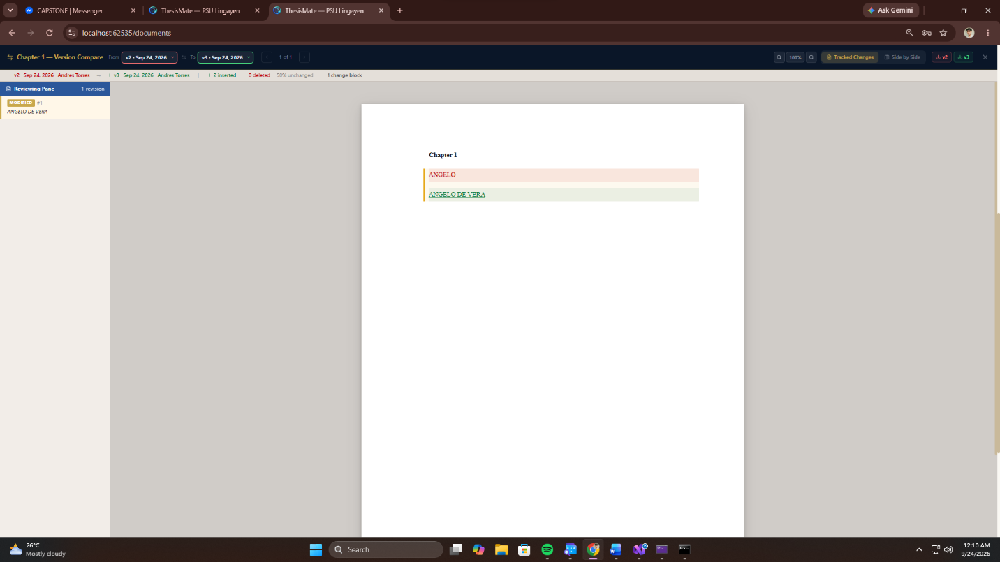 CAPSTONE | Messenger
ThesisMate — PSU Lingayen
ThesisMate — PSU Lingayen
Ask Gemini
localhost:62535/documents
Chapter 1 — Version Compare
From
v2 · Sep 24, 2026
To
v3 · Sep 24, 2026
1 of 1
100%
Tracked Changes
Side by Side
v2
v3
− v2 · Sep 24, 2026 · Andres Torres → + v3 · Sep 24, 2026 · Andres Torres
+ 2 inserted − 0 deleted 50% unchanged · 1 change block
Reviewing Pane
1 revision
MODIFIED #1
ANGELO DE VERA
Chapter 1
ANGELO
ANGELO DE VERA
26°C
Mostly cloudy
Search
12:10 AM
9/24/2026